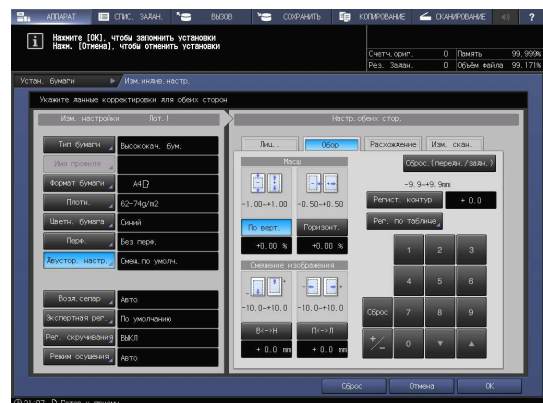 АППАРАТ СПИС. ЗАДАН. ВЫЗОВ СОХРАНИТЬ КОПИРОВАНИЕ СКАНИРОВАНИЕ ?
Нажмите [OK], чтобы запомнить установки
Нажм. [Отмена], чтобы отменить установки
Счетч.ориг. 0 Память 99.999%
Рез. Задан. 0 Объём файла 99.171%
Устан. бумаги Изм.индив.настр.
Укажите данные корректировки для обеих сторон
Изм. настройки Лот.1
Настр.обеих стор.
Тип бумаги Высококач. бум.
Имя профиля
Формат бумаги A4
Плотн. 62-74g/m2
Цветн. бумага Синий
Перф. Без перф.
Двустор. настр. Смеш.по умолч.
Возд.сепар Авто
Экспертная рег. По умолчанию
Рег. скручивания ВЫКЛ
Режим осушения Авто
Лиц. Обор Расхождение Изм. скан.
Масш
-1.00~+1.00 -0.50~+0.50
По верт. Горизонт.
+0.00 % +0.00 %
Смещение изображения
-10.0~+10.0 -10.0~+10.0
В<->Н П<->Л
+ 0.0 mm + 0.0 mm
Сброс.(передн./задн.)
-9.9~+9.9mm
Регист. контур + 0.0
Рег. по таблице
1 2 3
4 5 6
Сброс 7 8 9
+/- 0 ▼ ▲
Сброс Отмена OK